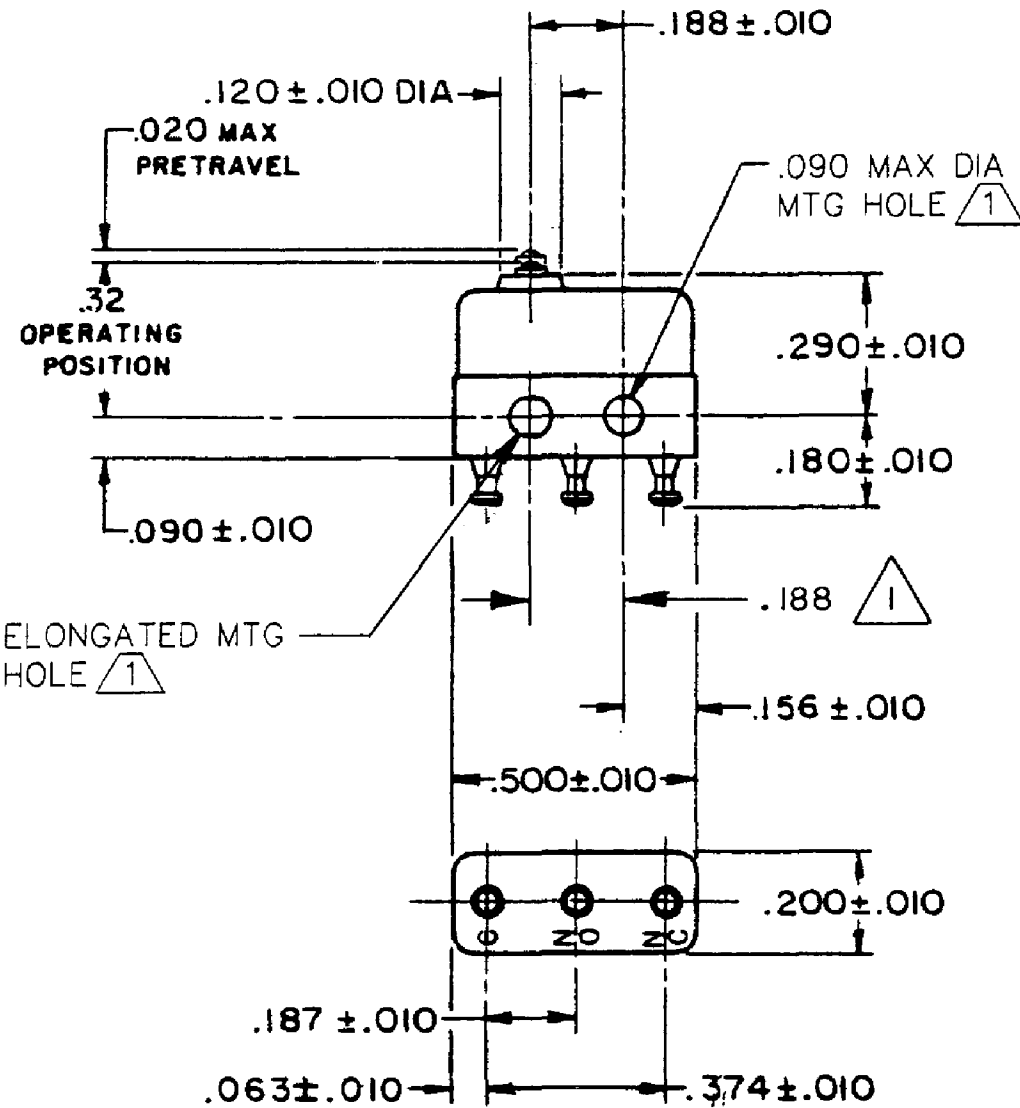 .188±.010
.120±.010 DIA
.020 MAX
PRETRAVEL
.090 MAX DIA
MTG HOLE 1
.32
OPERATING
POSITION
.290±.010
.180±.010
.090±.010
.188 1
ELONGATED MTG
HOLE 1
.156±.010
.500±.010
.200±.010
C NO NC
.187 ±.010
.063±.010
.374±.010